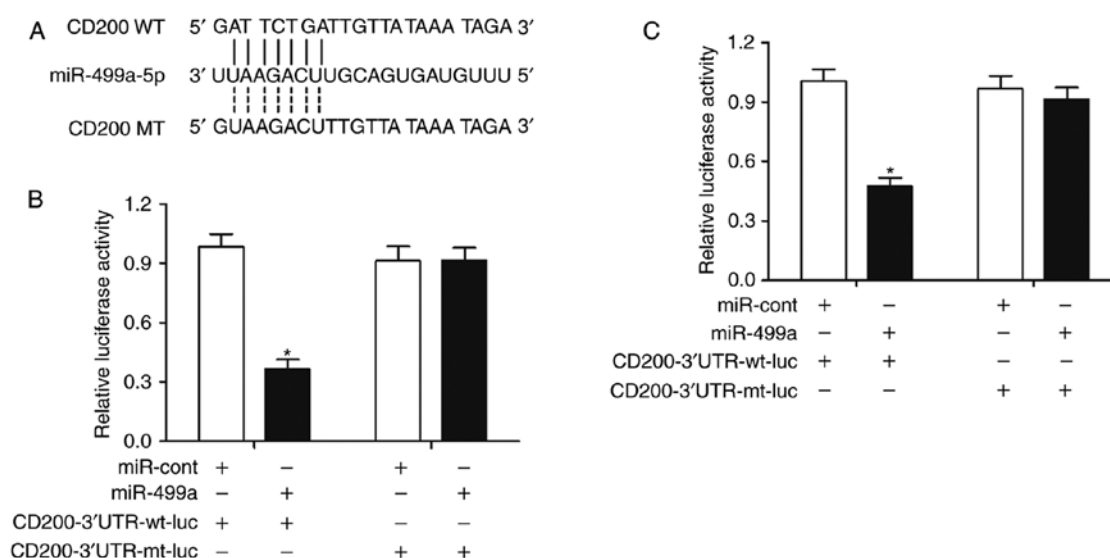 A
CD200 WT 5′ GAT TCTGATTGTTATAAA TAGA 3′
miR-499a-5p 3′ UUAAGACUUGCAGUGAUGUUU 5′
CD200 MT 5′ GUAAGACUTTGTTA TAAA TAGA 3′
B
Relative luciferase activity
1.2
0.9
0.6
0.3
0.0
*
miR-cont + − + −
miR-499a − + − +
CD200-3′UTR-wt-luc + + − −
CD200-3′UTR-mt-luc − − + +
C
Relative luciferase activity
1.2
0.9
0.6
0.3
0.0
*
miR-cont + − + −
miR-499a − + − +
CD200-3′UTR-wt-luc + + − −
CD200-3′UTR-mt-luc − − + +